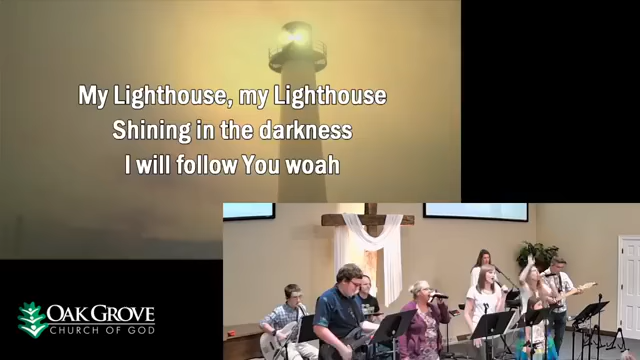 My Lighthouse, my Lighthouse
Shining in the darkness
I will follow You woah
OAK GROVE
CHURCH OF GOD